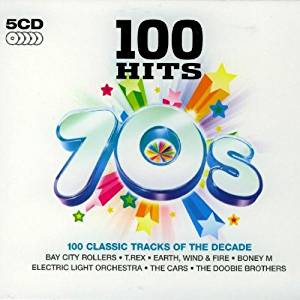 5CD
100
HITS
70s
100 CLASSIC TRACKS OF THE DECADE
BAY CITY ROLLERS • T.REX • EARTH, WIND & FIRE • BONEY M
ELECTRIC LIGHT ORCHESTRA • THE CARS • THE DOOBIE BROTHERS